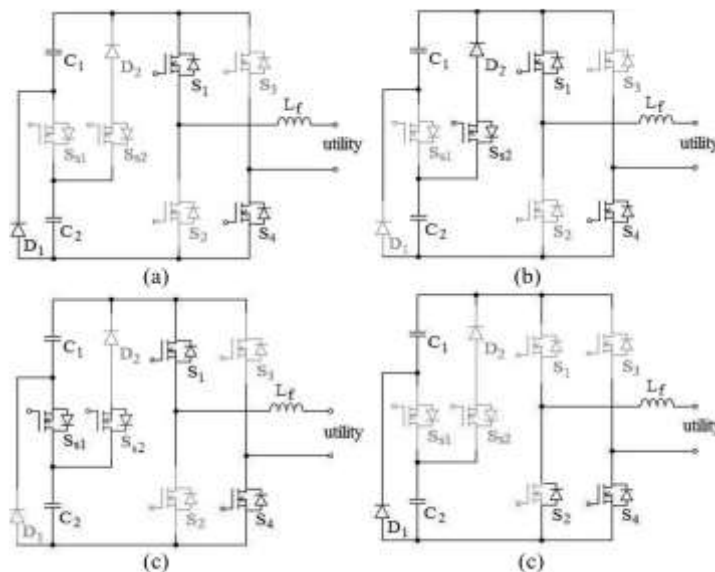 C1
D2
S1
S3
Lf
Ss1
Ss2
utility
S2
S4
D1
C2
(a)
C1
D2
S1
S3
Lf
Ss1
Ss2
utility
S2
S4
D1
C2
(b)
C1
D2
S1
S3
Lf
Ss1
Ss2
utility
S2
S4
D1
C2
(c)
C1
D2
S1
S3
Lf
Ss1
Ss2
utility
S2
S4
D1
C2
(c)